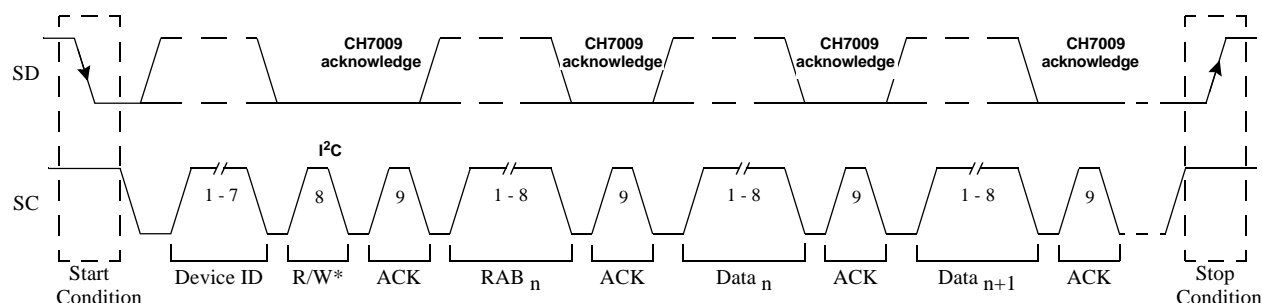 CH7009 acknowledge
CH7009 acknowledge
CH7009 acknowledge
CH7009 acknowledge
SD
I²C
SC
1 - 7
8
9
1 - 8
9
1 - 8
9
1 - 8
9
Start Condition
Device ID
R/W*
ACK
RAB n
ACK
Data n
ACK
Data n+1
ACK
Stop Condition